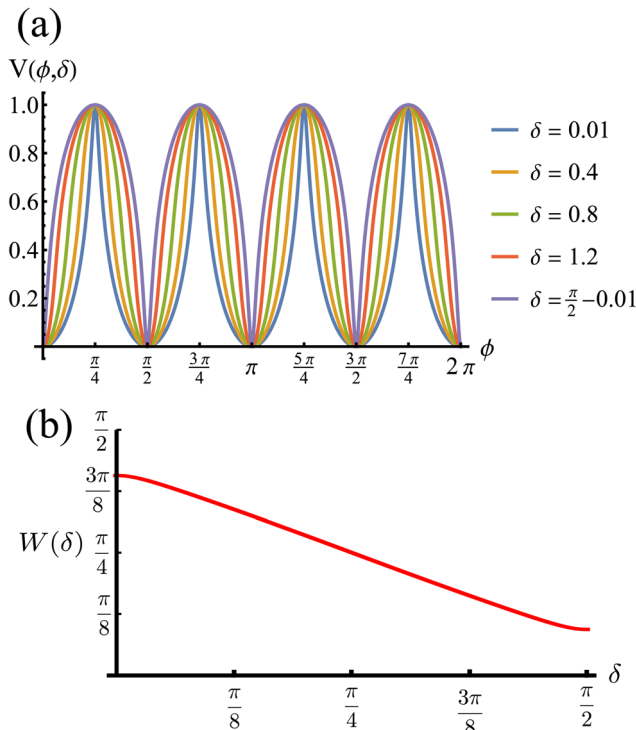 (a)
V(ϕ,δ)
1.0
0.8
0.6
0.4
0.2
π/4 π/2 3π/4 π 5π/4 3π/2 7π/4 2π ϕ
δ = 0.01
δ = 0.4
δ = 0.8
δ = 1.2
δ = π/2 −0.01
(b)
π/2
3π/8
W(δ) π/4
π/8
π/8 π/4 3π/8 π/2 δ